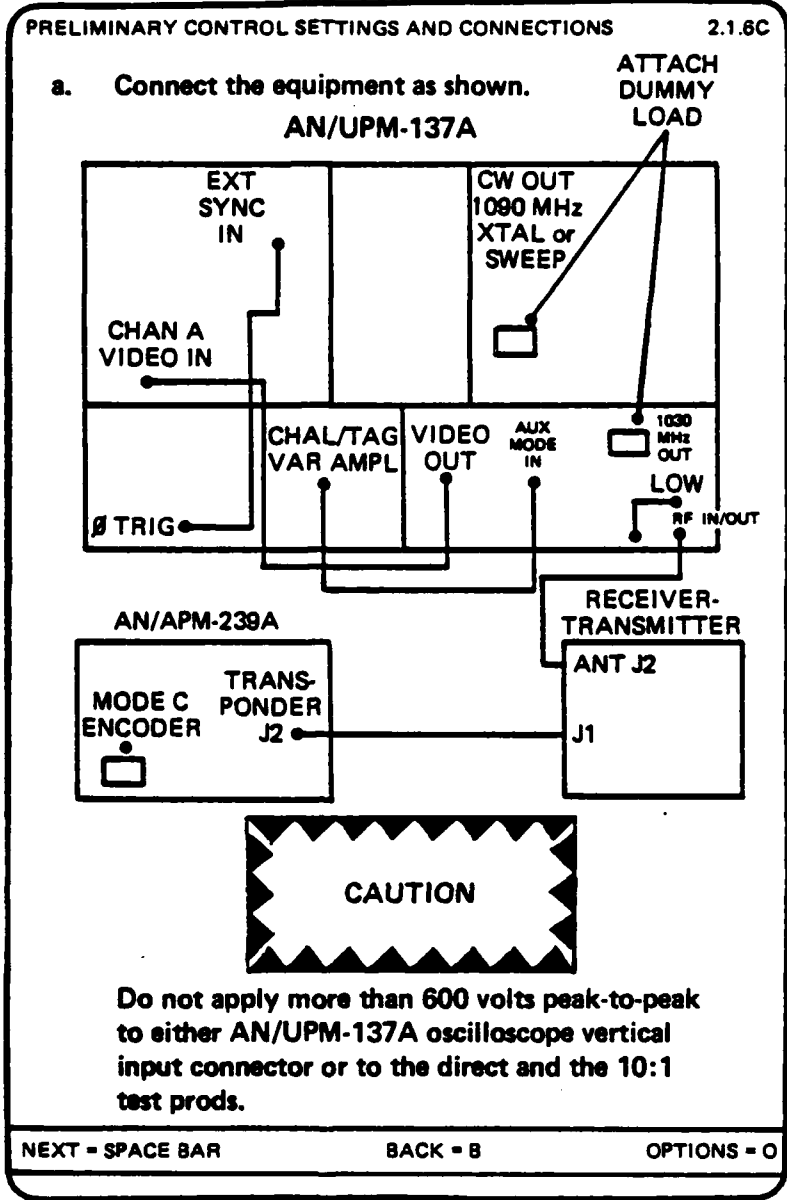 PRELIMINARY CONTROL SETTINGS AND CONNECTIONS 2.1.6C
a. Connect the equipment as shown.
ATTACH
DUMMY
LOAD
AN/UPM-137A
EXT
SYNC
IN
CW OUT
1090 MHz
XTAL or
SWEEP
CHAN A
VIDEO IN
CHAL/TAG
VAR AMPL
VIDEO
OUT
AUX
MODE
IN
1030
MHz
OUT
LOW
RF IN/OUT
Ø TRIG
AN/APM-239A
MODE C
ENCODER
TRANS-
PONDER
J2
RECEIVER-
TRANSMITTER
ANT J2
J1
CAUTION
Do not apply more than 600 volts peak-to-peak
to either AN/UPM-137A oscilloscope vertical
input connector or to the direct and the 10:1
test prods.
NEXT = SPACE BAR BACK = B OPTIONS = O